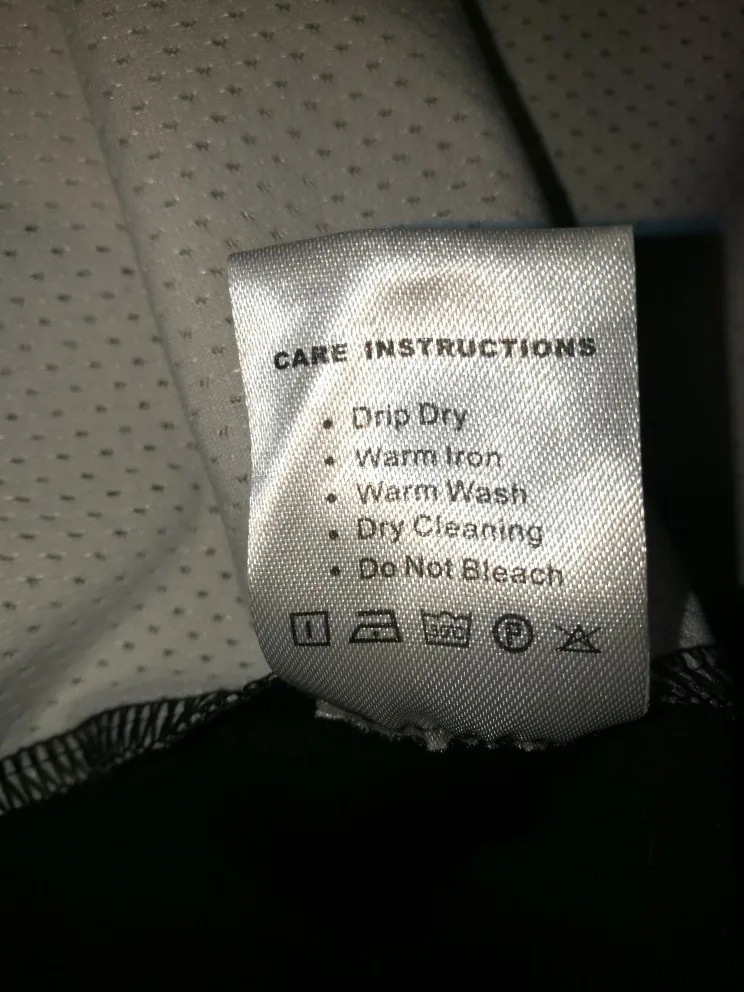 CARE INSTRUCTIONS
• Drip Dry
• Warm Iron
• Warm Wash
• Dry Cleaning
• Do Not Bleach
P